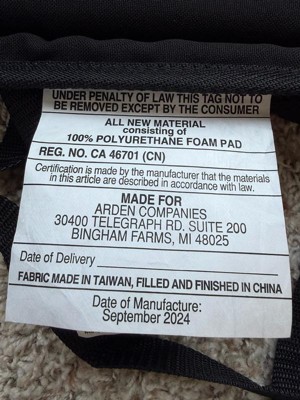 UNDER PENALTY OF LAW THIS TAG NOT TO
BE REMOVED EXCEPT BY THE CONSUMER
ALL NEW MATERIAL
consisting of
100% POLYURETHANE FOAM PAD
REG. NO. CA 46701 (CN)
Certification is made by the manufacturer that the materials
in this article are described in accordance with law.
MADE FOR
ARDEN COMPANIES
30400 TELEGRAPH RD. SUITE 200
BINGHAM FARMS, MI 48025
Date of Delivery
FABRIC MADE IN TAIWAN, FILLED AND FINISHED IN CHINA
Date of Manufacture:
September 2024